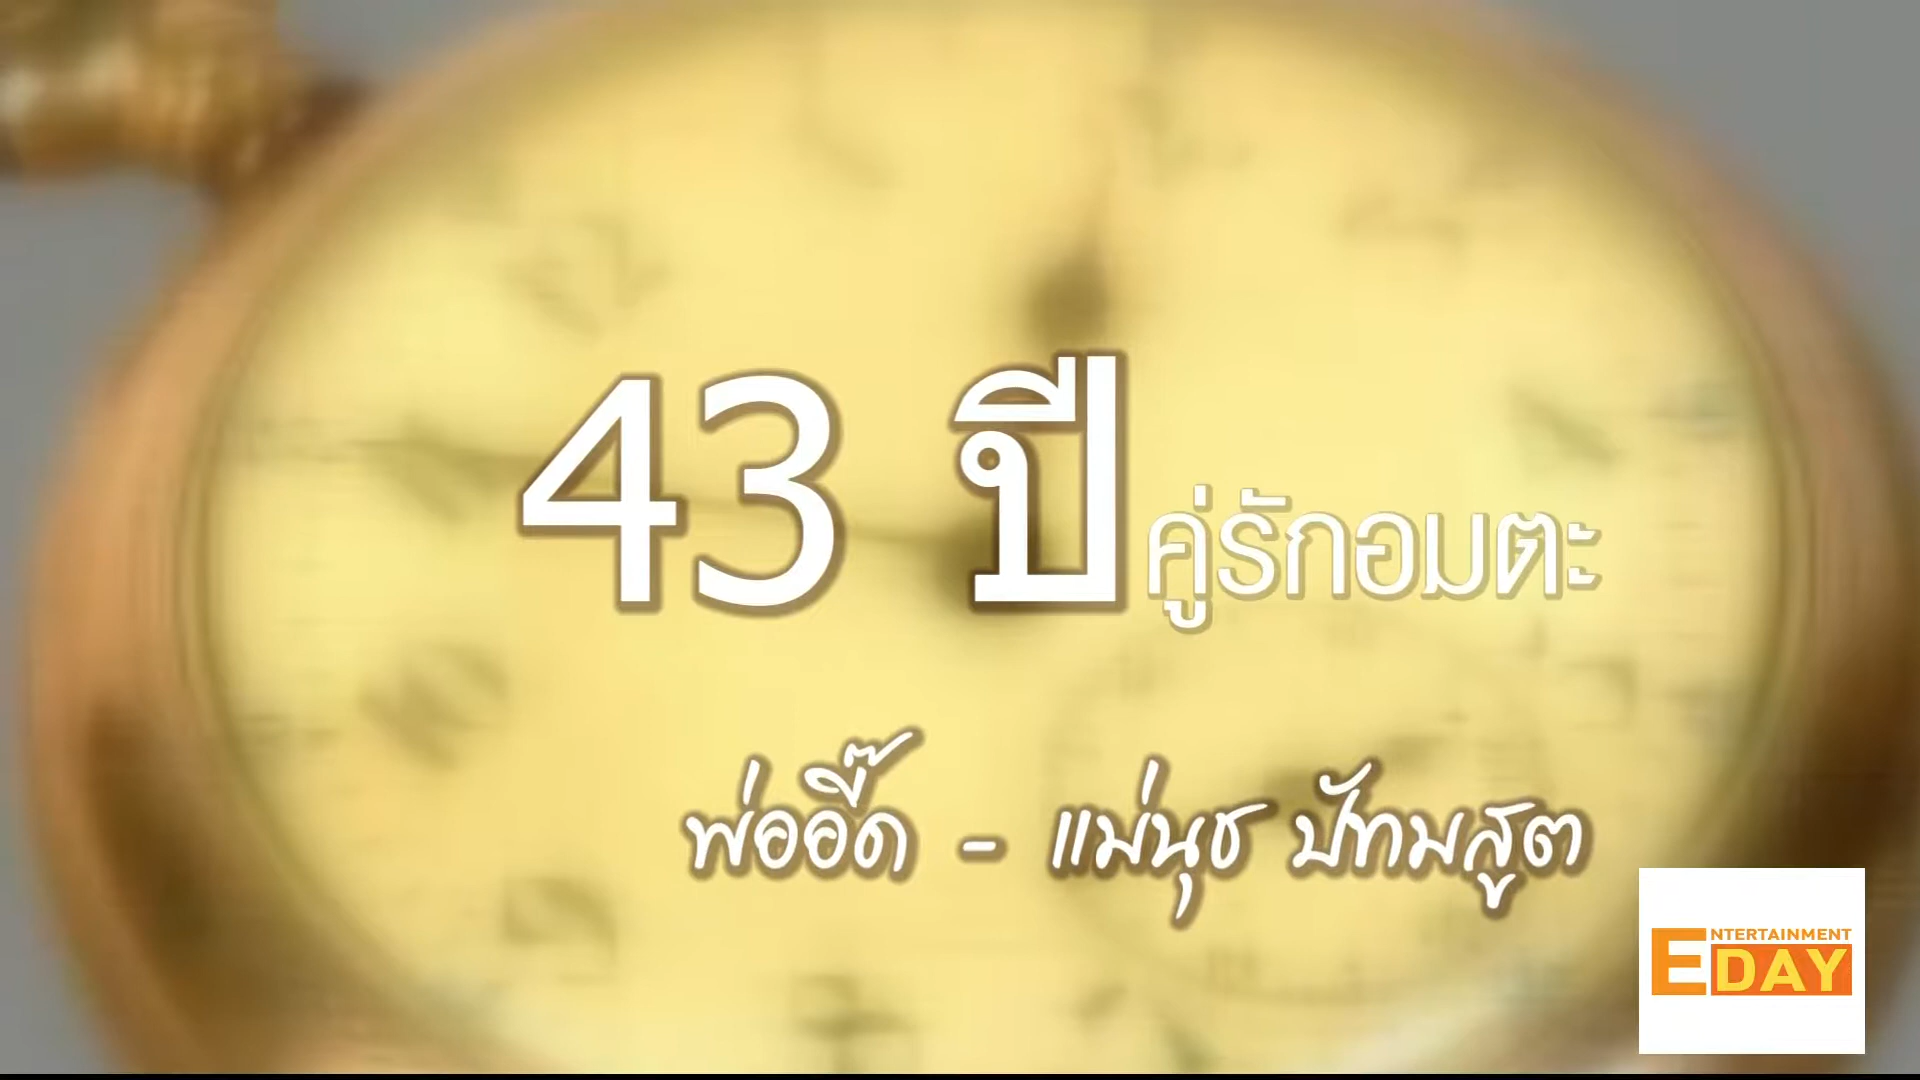 43 ปี คู่รักอมตะ
พ่ออี๊ด - แม่นุช ปัทมสูต
ENTERTAINMENT
DAY